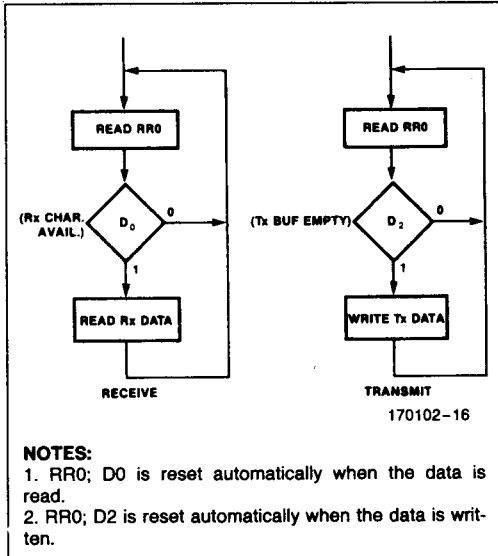 READ RR0
(Rx CHAR.
AVAIL.)
D0
0
1
READ Rx DATA
RECEIVE
READ RR0
(Tx BUF EMPTY)
D2
0
1
WRITE Tx DATA
TRANSMIT
170102-16
NOTES:
1. RR0; D0 is reset automatically when the data is
read.
2. RR0; D2 is reset automatically when the data is writ-
ten.